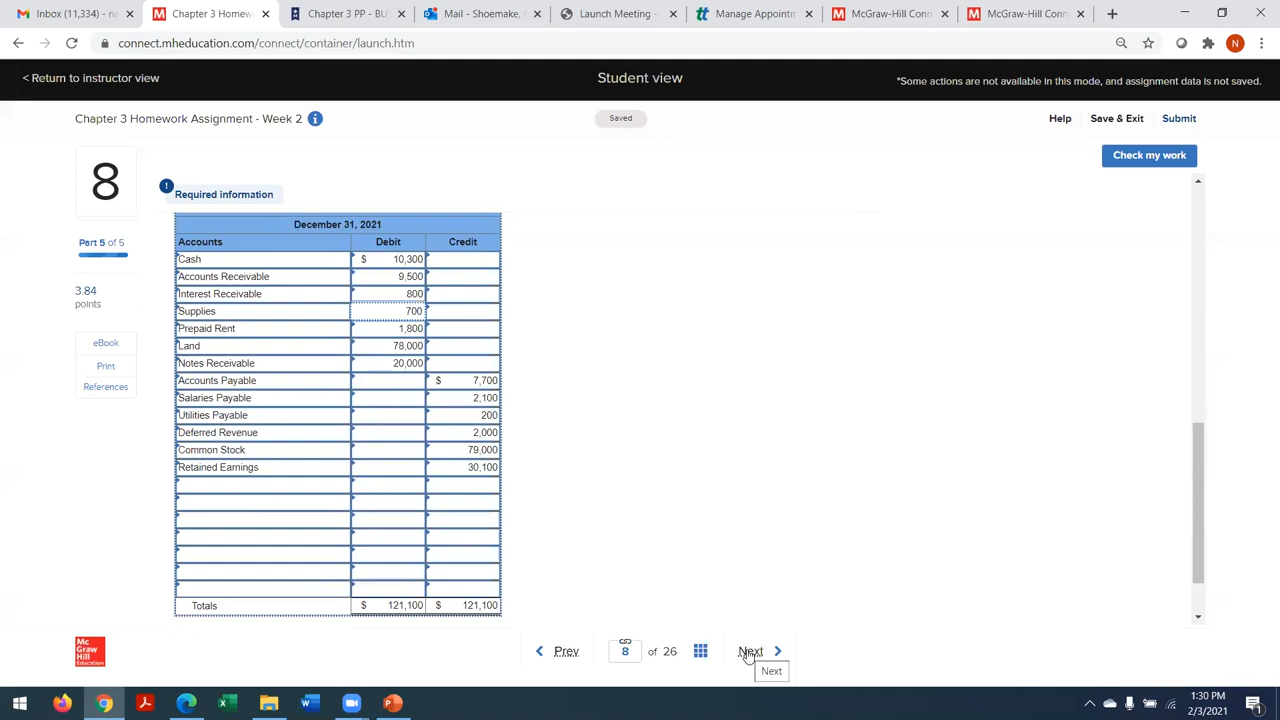 Inbox (11,334) - na
Chapter 3 Homew
Chapter 3 PP - BU
Mail - Shoemake,
Launch Meeting -
Manage Appointm
McGraw-Hill Conn
McGraw-Hill Conn
connect.mheducation.com/connect/container/launch.htm
N
< Return to instructor view
Student view
*Some actions are not available in this mode, and assignment data is not saved.
Chapter 3 Homework Assignment - Week 2
Saved
Help
Save & Exit
Submit
Check my work
8
Required information
Part 5 of 5
3.84
points
eBook
Print
References
December 31, 2021
Accounts Debit Credit
Cash $ 10,300
Accounts Receivable 9,500
Interest Receivable 800
Supplies 700
Prepaid Rent 1,800
Land 78,000
Notes Receivable 20,000
Accounts Payable $ 7,700
Salaries Payable 2,100
Utilities Payable 200
Deferred Revenue 2,000
Common Stock 79,000
Retained Earnings 30,100
Totals $ 121,100 $ 121,100
Mc
Graw
Hill
Education
Prev
8 of 26
Next
Next
1:30 PM
2/3/2021